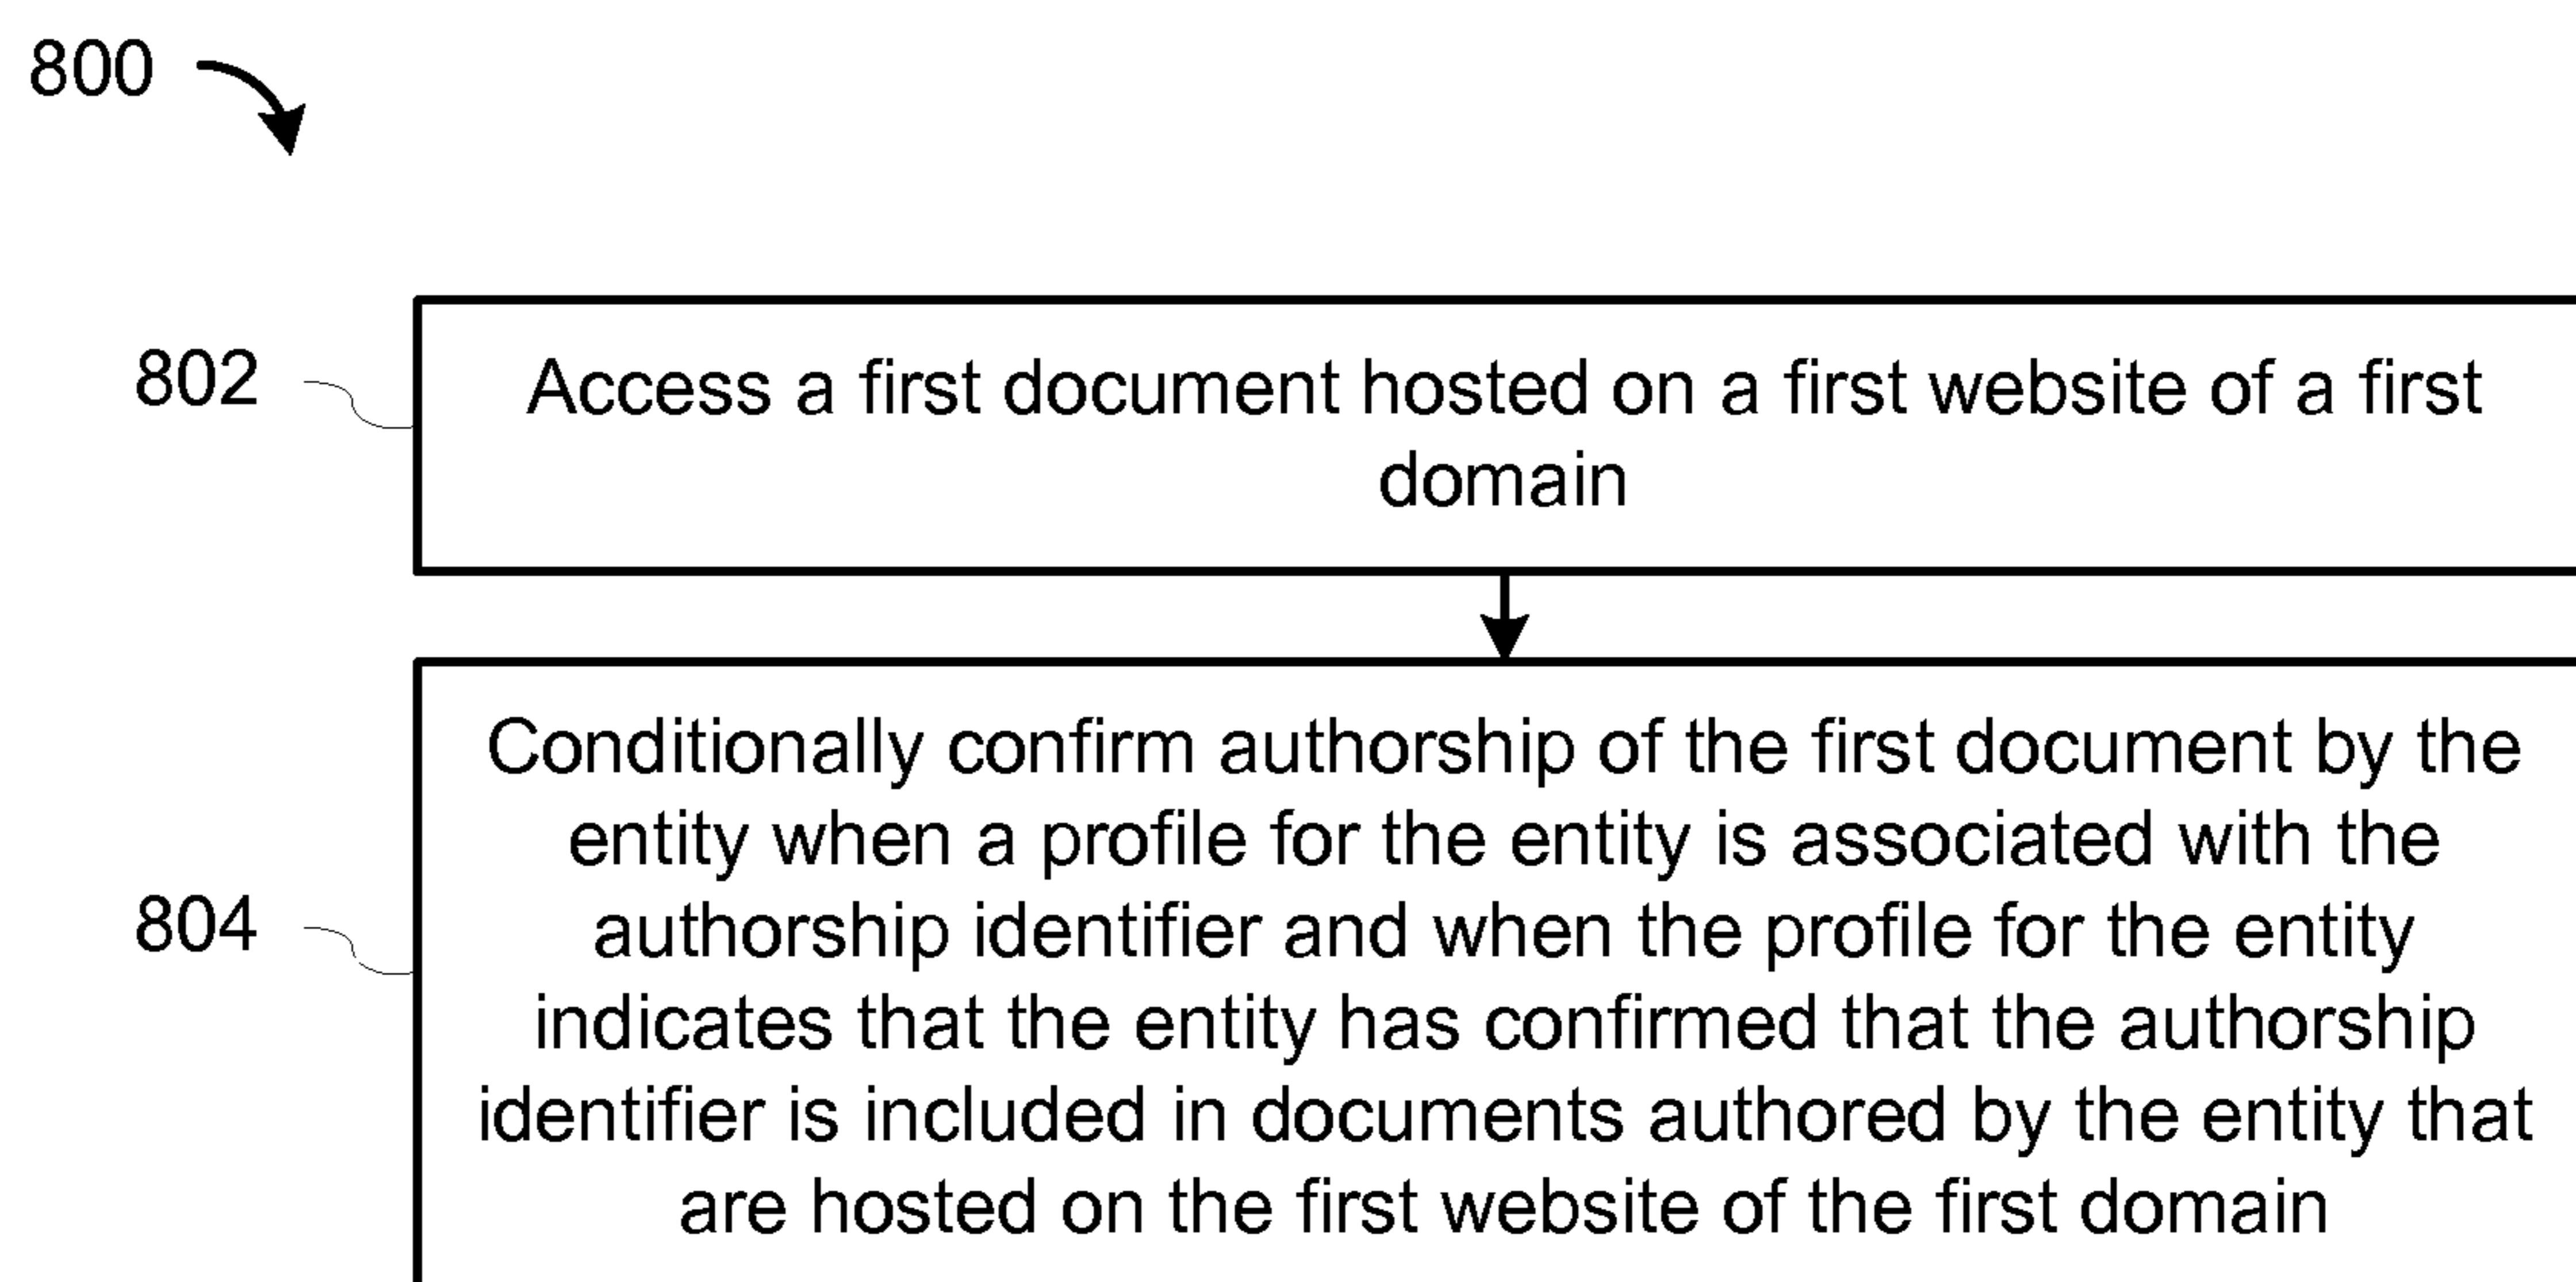 800
802
Access a first document hosted on a first website of a first
domain
804
Conditionally confirm authorship of the first document by the
entity when a profile for the entity is associated with the
authorship identifier and when the profile for the entity
indicates that the entity has confirmed that the authorship
identifier is included in documents authored by the entity that
are hosted on the first website of the first domain